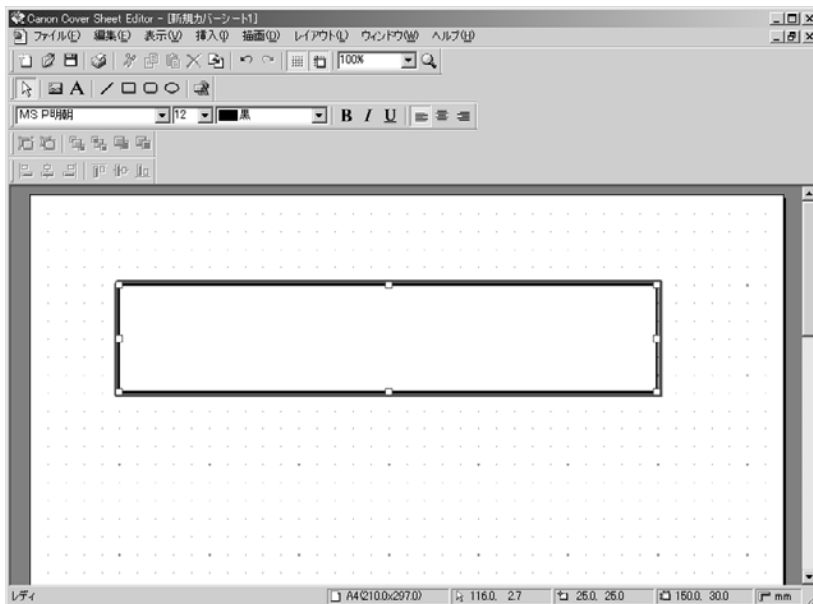 Canon Cover Sheet Editor - [新規カバーシート1]
ファイル(F) 編集(E) 表示(V) 挿入(I) 描画(D) レイアウト(L) ウィンドウ(W) ヘルプ(H)
100%
A
MS P明朝 12 黒 B I U
レディ A4(210.0x297.0) 116.0, 2.7 25.0, 25.0 150.0, 30.0 mm